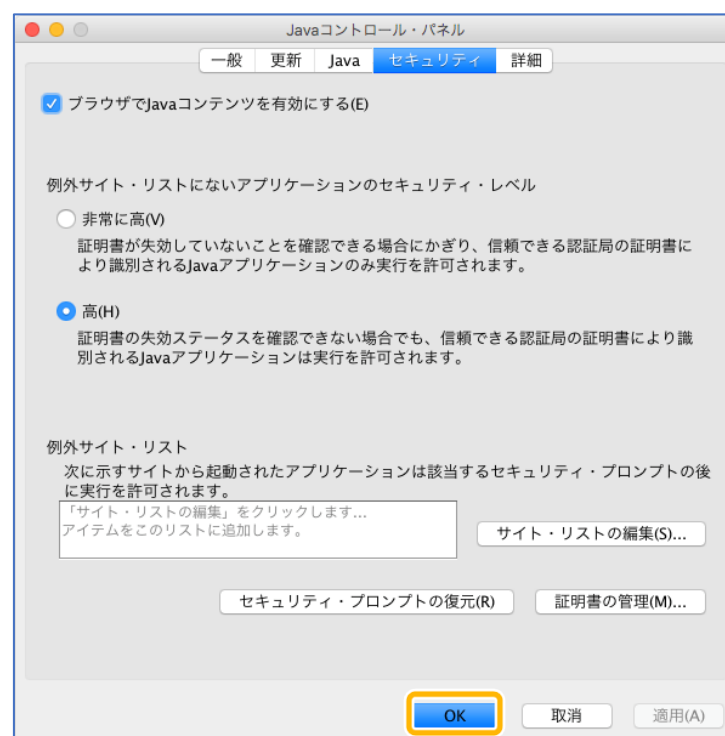 Javaコントロール・パネル
一般 更新 Java セキュリティ 詳細
ブラウザでJavaコンテンツを有効にする(E)
例外サイト・リストにないアプリケーションのセキュリティ・レベル
非常に高(V)
証明書が失効していないことを確認できる場合にかぎり、信頼できる認証局の証明書に
より識別されるJavaアプリケーションのみ実行を許可されます。
高(H)
証明書の失効ステータスを確認できない場合でも、信頼できる認証局の証明書により識
別されるJavaアプリケーションは実行を許可されます。
例外サイト・リスト
次に示すサイトから起動されたアプリケーションは該当するセキュリティ・プロンプトの後
に実行を許可されます。
「サイト・リストの編集」をクリックします...
アイテムをこのリストに追加します。
サイト・リストの編集(S)...
セキュリティ・プロンプトの復元(R) 証明書の管理(M)...
OK 取消 適用(A)